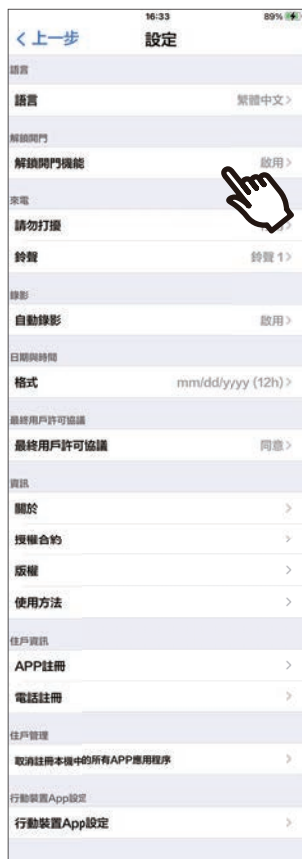 16:33
89%
く上一步
設定
語言
語言 繁體中文>
解鎖開門
解鎖開門機能 啟用>
來電
請勿打擾
鈴聲 鈴聲 1>
錄影
自動錄影 啟用>
日期與時間
格式 mm/dd/yyyy (12h)>
最終用戶許可協議
最終用戶許可協議 同意>
資訊
關於 >
授權合約 >
版權 >
使用方法 >
住戶資訊
APP註冊 >
電話註冊 >
住戶管理
取消註冊本機中的所有APP應用程序
行動裝置App設定
行動裝置App設定 >